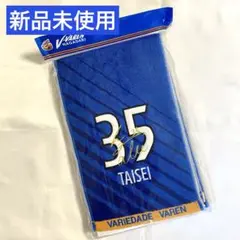 新品未使用
V·VAREN
NAGASAKI
35
TAISEI
VARIEDADE VAREN